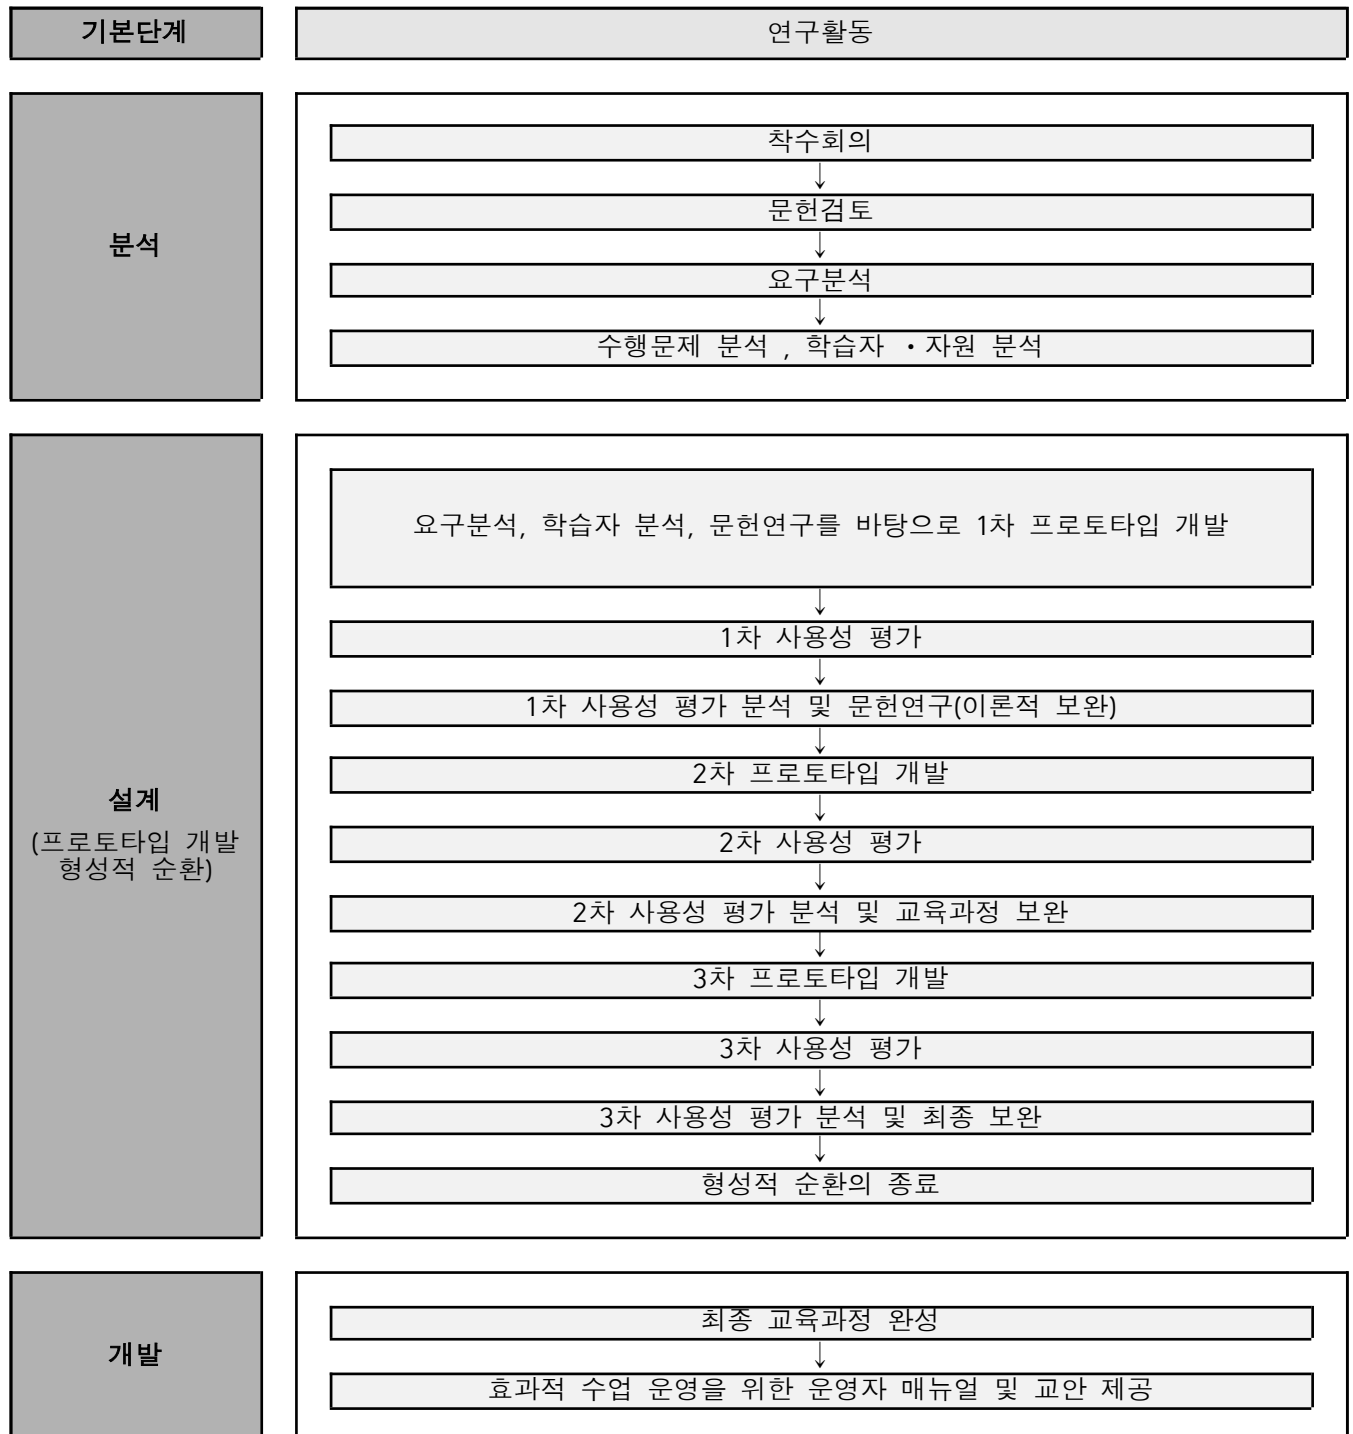 기본단계
연구활동
분석
착수회의
문헌검토
요구분석
수행문제 분석 , 학습자 ・자원 분석
설계
(프로토타입 개발
형성적 순환)
요구분석, 학습자 분석, 문헌연구를 바탕으로 1차 프로토타입 개발
1차 사용성 평가
1차 사용성 평가 분석 및 문헌연구(이론적 보완)
2차 프로토타입 개발
2차 사용성 평가
2차 사용성 평가 분석 및 교육과정 보완
3차 프로토타입 개발
3차 사용성 평가
3차 사용성 평가 분석 및 최종 보완
형성적 순환의 종료
개발
최종 교육과정 완성
효과적 수업 운영을 위한 운영자 매뉴얼 및 교안 제공